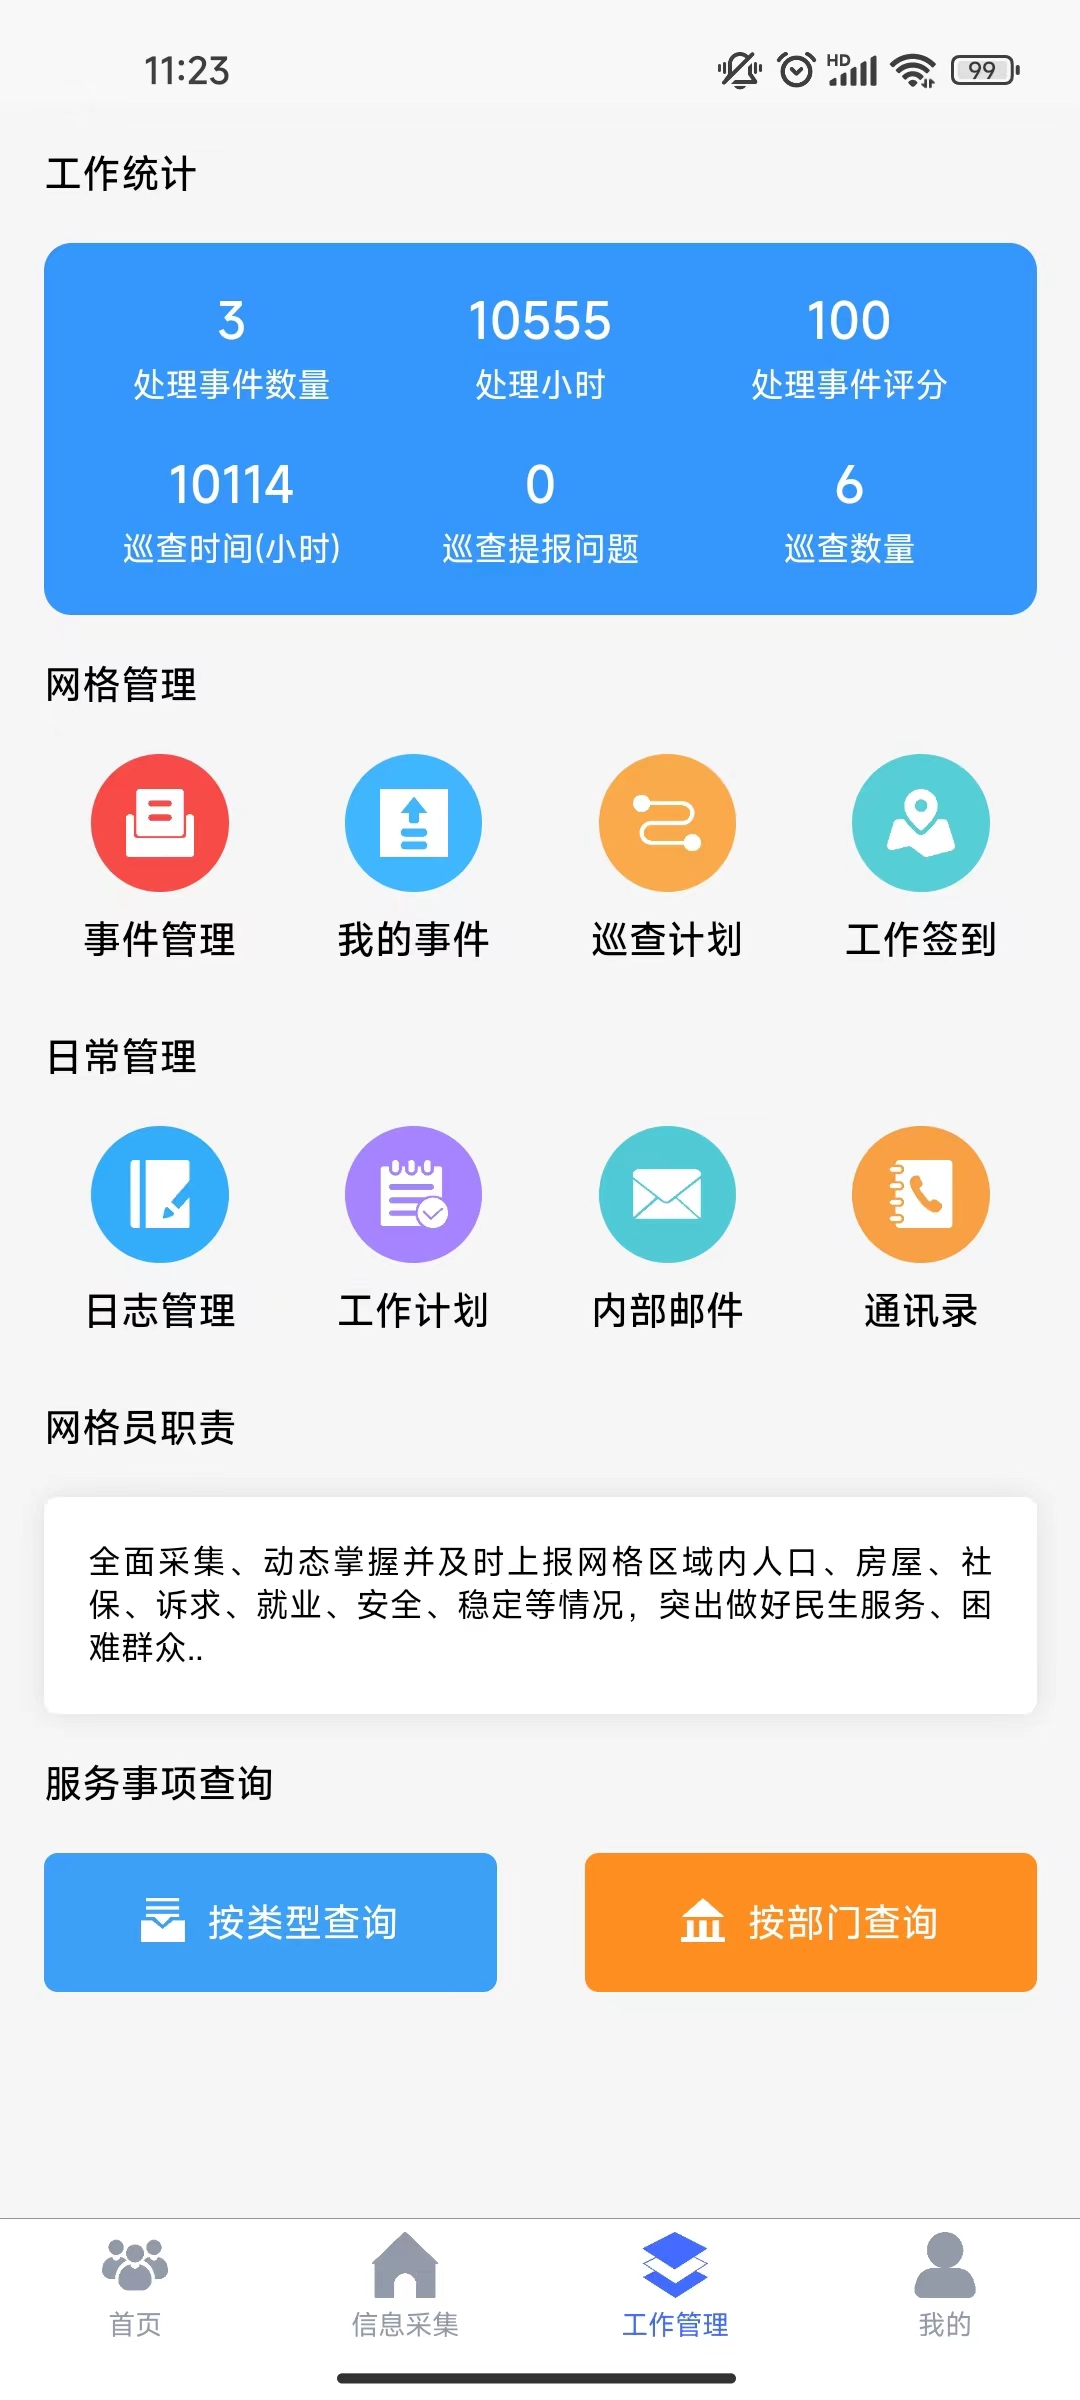 11:23
HD
99
工作统计
3
10555
100
处理事件数量
处理小时
处理事件评分
10114
0
6
巡查时间(小时)
巡查提报问题
巡查数量
网格管理
事件管理
我的事件
巡查计划
工作签到
日常管理
日志管理
工作计划
内部邮件
通讯录
网格员职责
全面采集、动态掌握并及时上报网格区域内人口、房屋、社
保、诉求、就业、安全、稳定等情况，突出做好民生服务、困
难群众..
服务事项查询
按类型查询
按部门查询
首页
信息采集
工作管理
我的